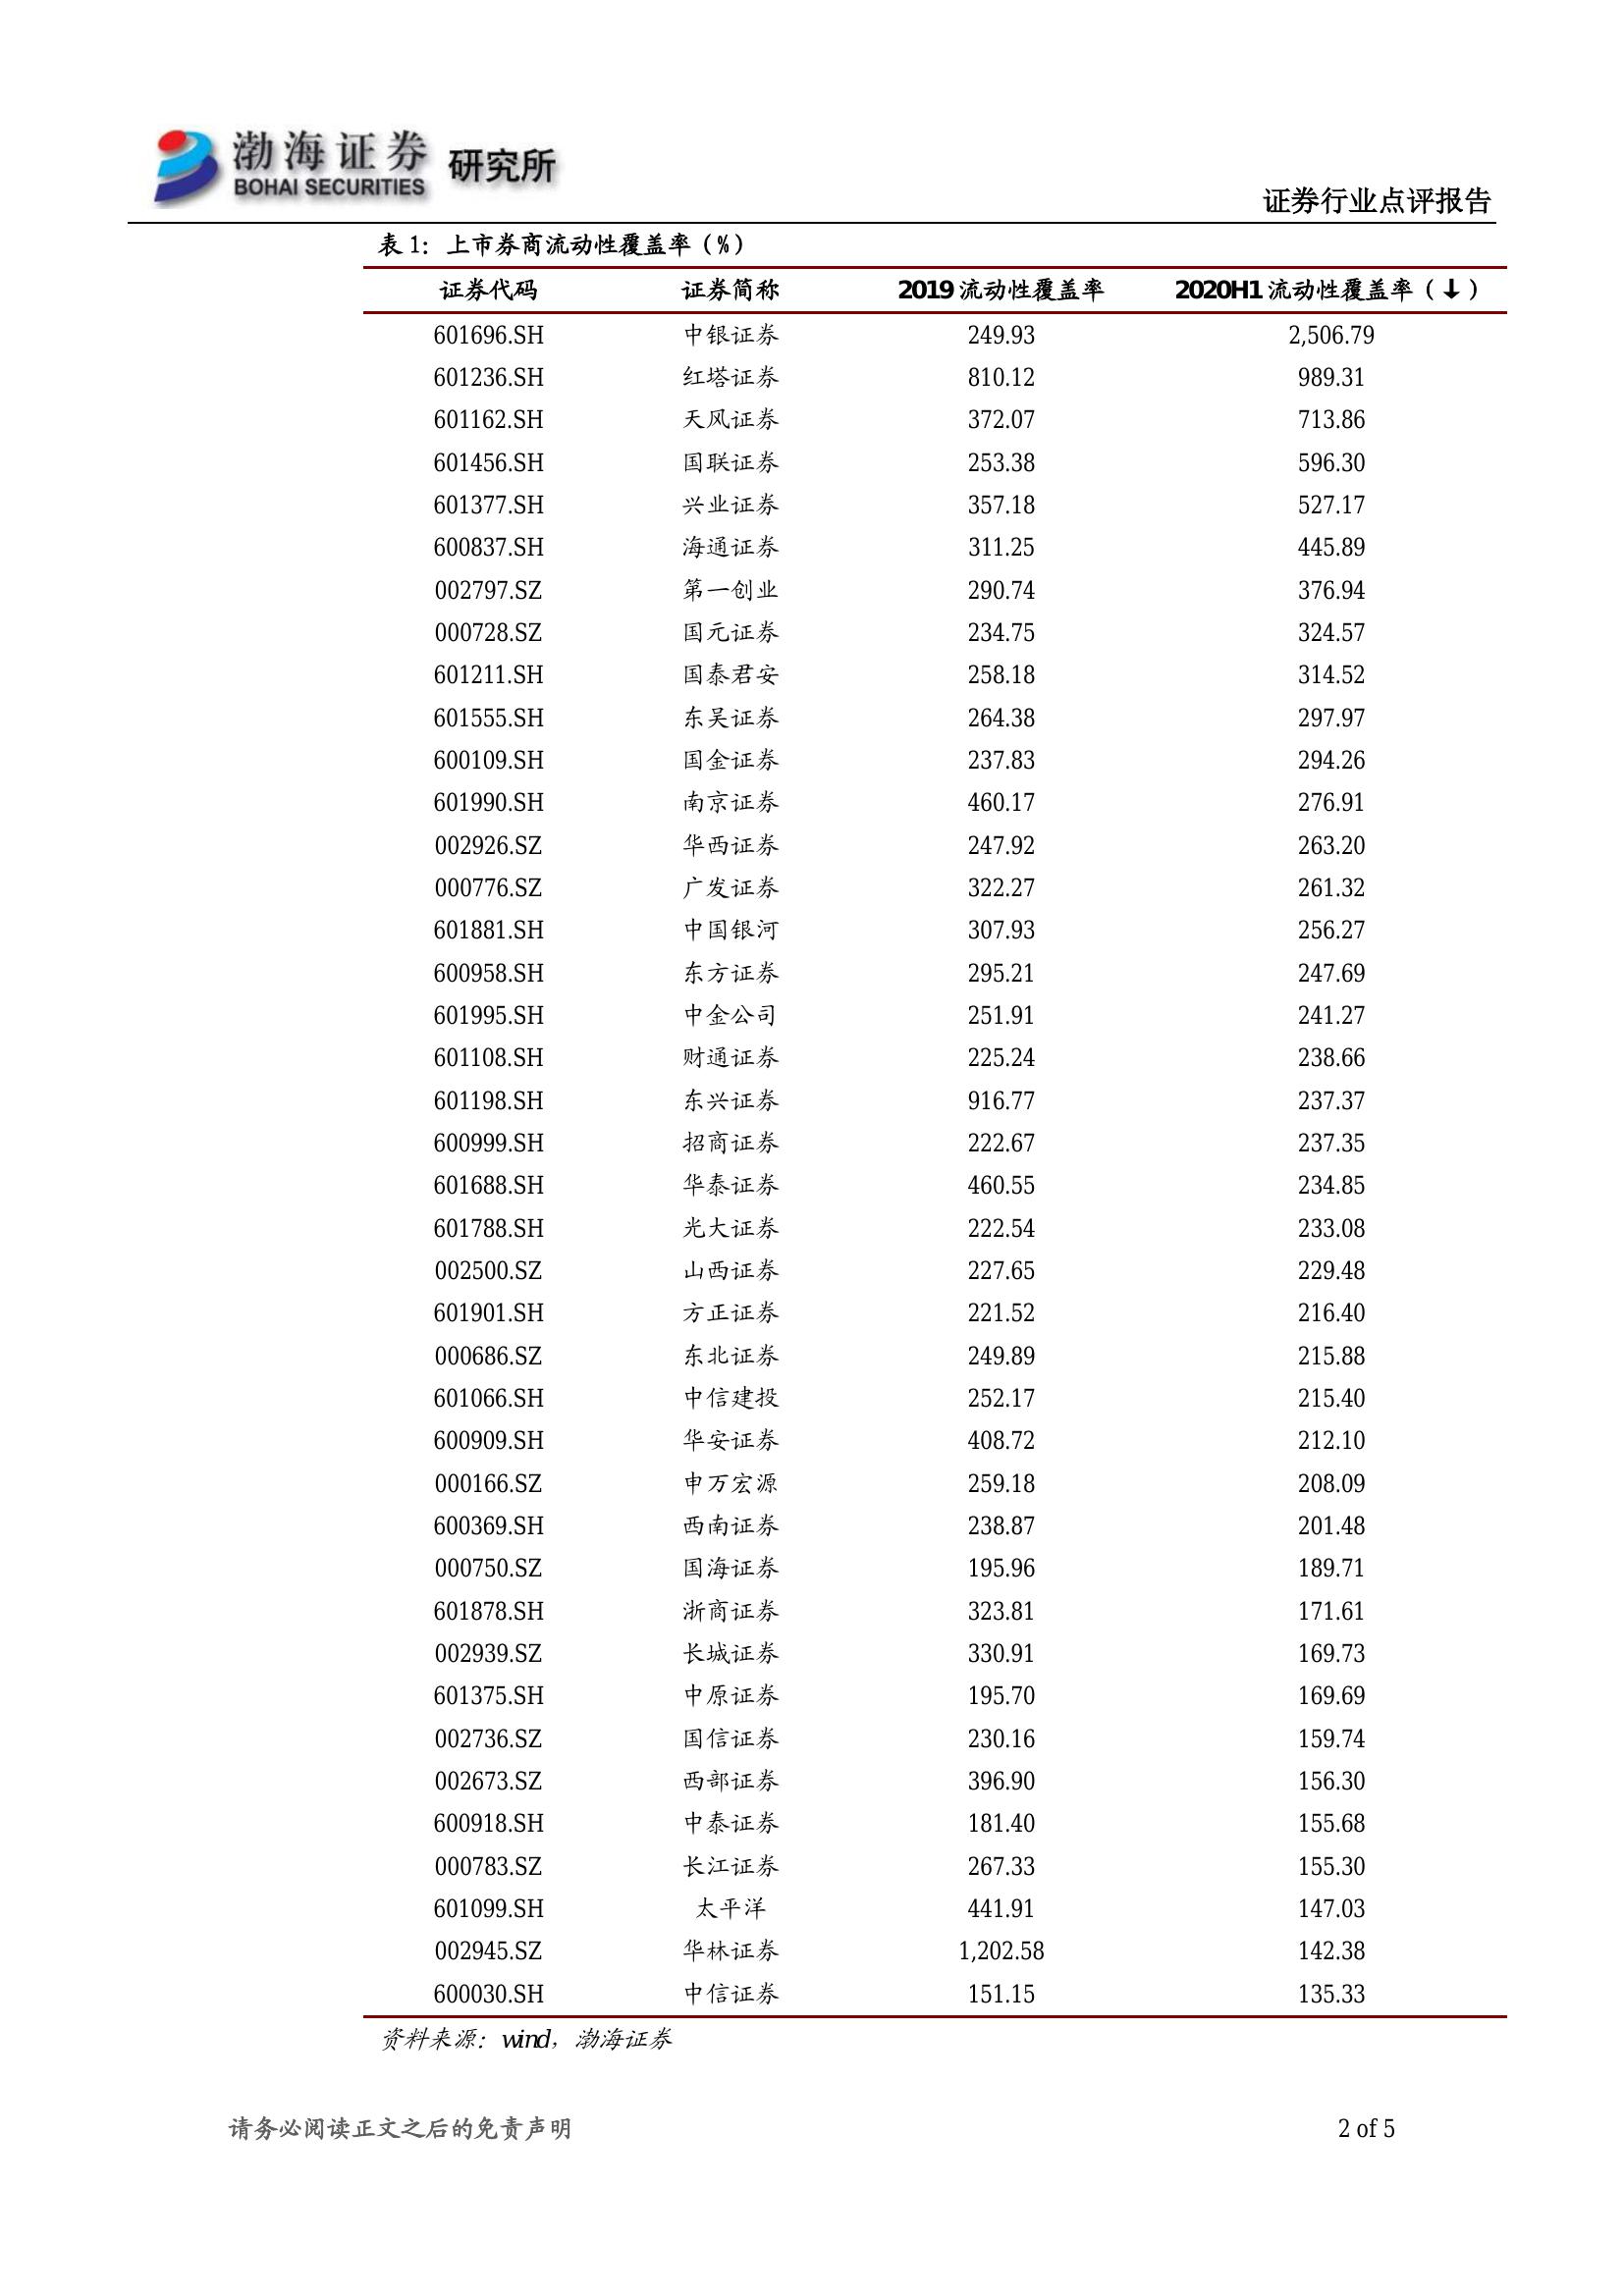 渤海证券 研究所
BOHAI SECURITIES
证券行业点评报告
表 1：上市券商流动性覆盖率（%）
证券代码 证券简称 2019 流动性覆盖率 2020H1 流动性覆盖率（↓）
601696.SH 中银证券 249.93 2,506.79
601236.SH 红塔证券 810.12 989.31
601162.SH 天风证券 372.07 713.86
601456.SH 国联证券 253.38 596.30
601377.SH 兴业证券 357.18 527.17
600837.SH 海通证券 311.25 445.89
002797.SZ 第一创业 290.74 376.94
000728.SZ 国元证券 234.75 324.57
601211.SH 国泰君安 258.18 314.52
601555.SH 东吴证券 264.38 297.97
600109.SH 国金证券 237.83 294.26
601990.SH 南京证券 460.17 276.91
002926.SZ 华西证券 247.92 263.20
000776.SZ 广发证券 322.27 261.32
601881.SH 中国银河 307.93 256.27
600958.SH 东方证券 295.21 247.69
601995.SH 中金公司 251.91 241.27
601108.SH 财通证券 225.24 238.66
601198.SH 东兴证券 916.77 237.37
600999.SH 招商证券 222.67 237.35
601688.SH 华泰证券 460.55 234.85
601788.SH 光大证券 222.54 233.08
002500.SZ 山西证券 227.65 229.48
601901.SH 方正证券 221.52 216.40
000686.SZ 东北证券 249.89 215.88
601066.SH 中信建投 252.17 215.40
600909.SH 华安证券 408.72 212.10
000166.SZ 申万宏源 259.18 208.09
600369.SH 西南证券 238.87 201.48
000750.SZ 国海证券 195.96 189.71
601878.SH 浙商证券 323.81 171.61
002939.SZ 长城证券 330.91 169.73
601375.SH 中原证券 195.70 169.69
002736.SZ 国信证券 230.16 159.74
002673.SZ 西部证券 396.90 156.30
600918.SH 中泰证券 181.40 155.68
000783.SZ 长江证券 267.33 155.30
601099.SH 太平洋 441.91 147.03
002945.SZ 华林证券 1,202.58 142.38
600030.SH 中信证券 151.15 135.33
资料来源：wind，渤海证券
请务必阅读正文之后的免责声明 2 of 5